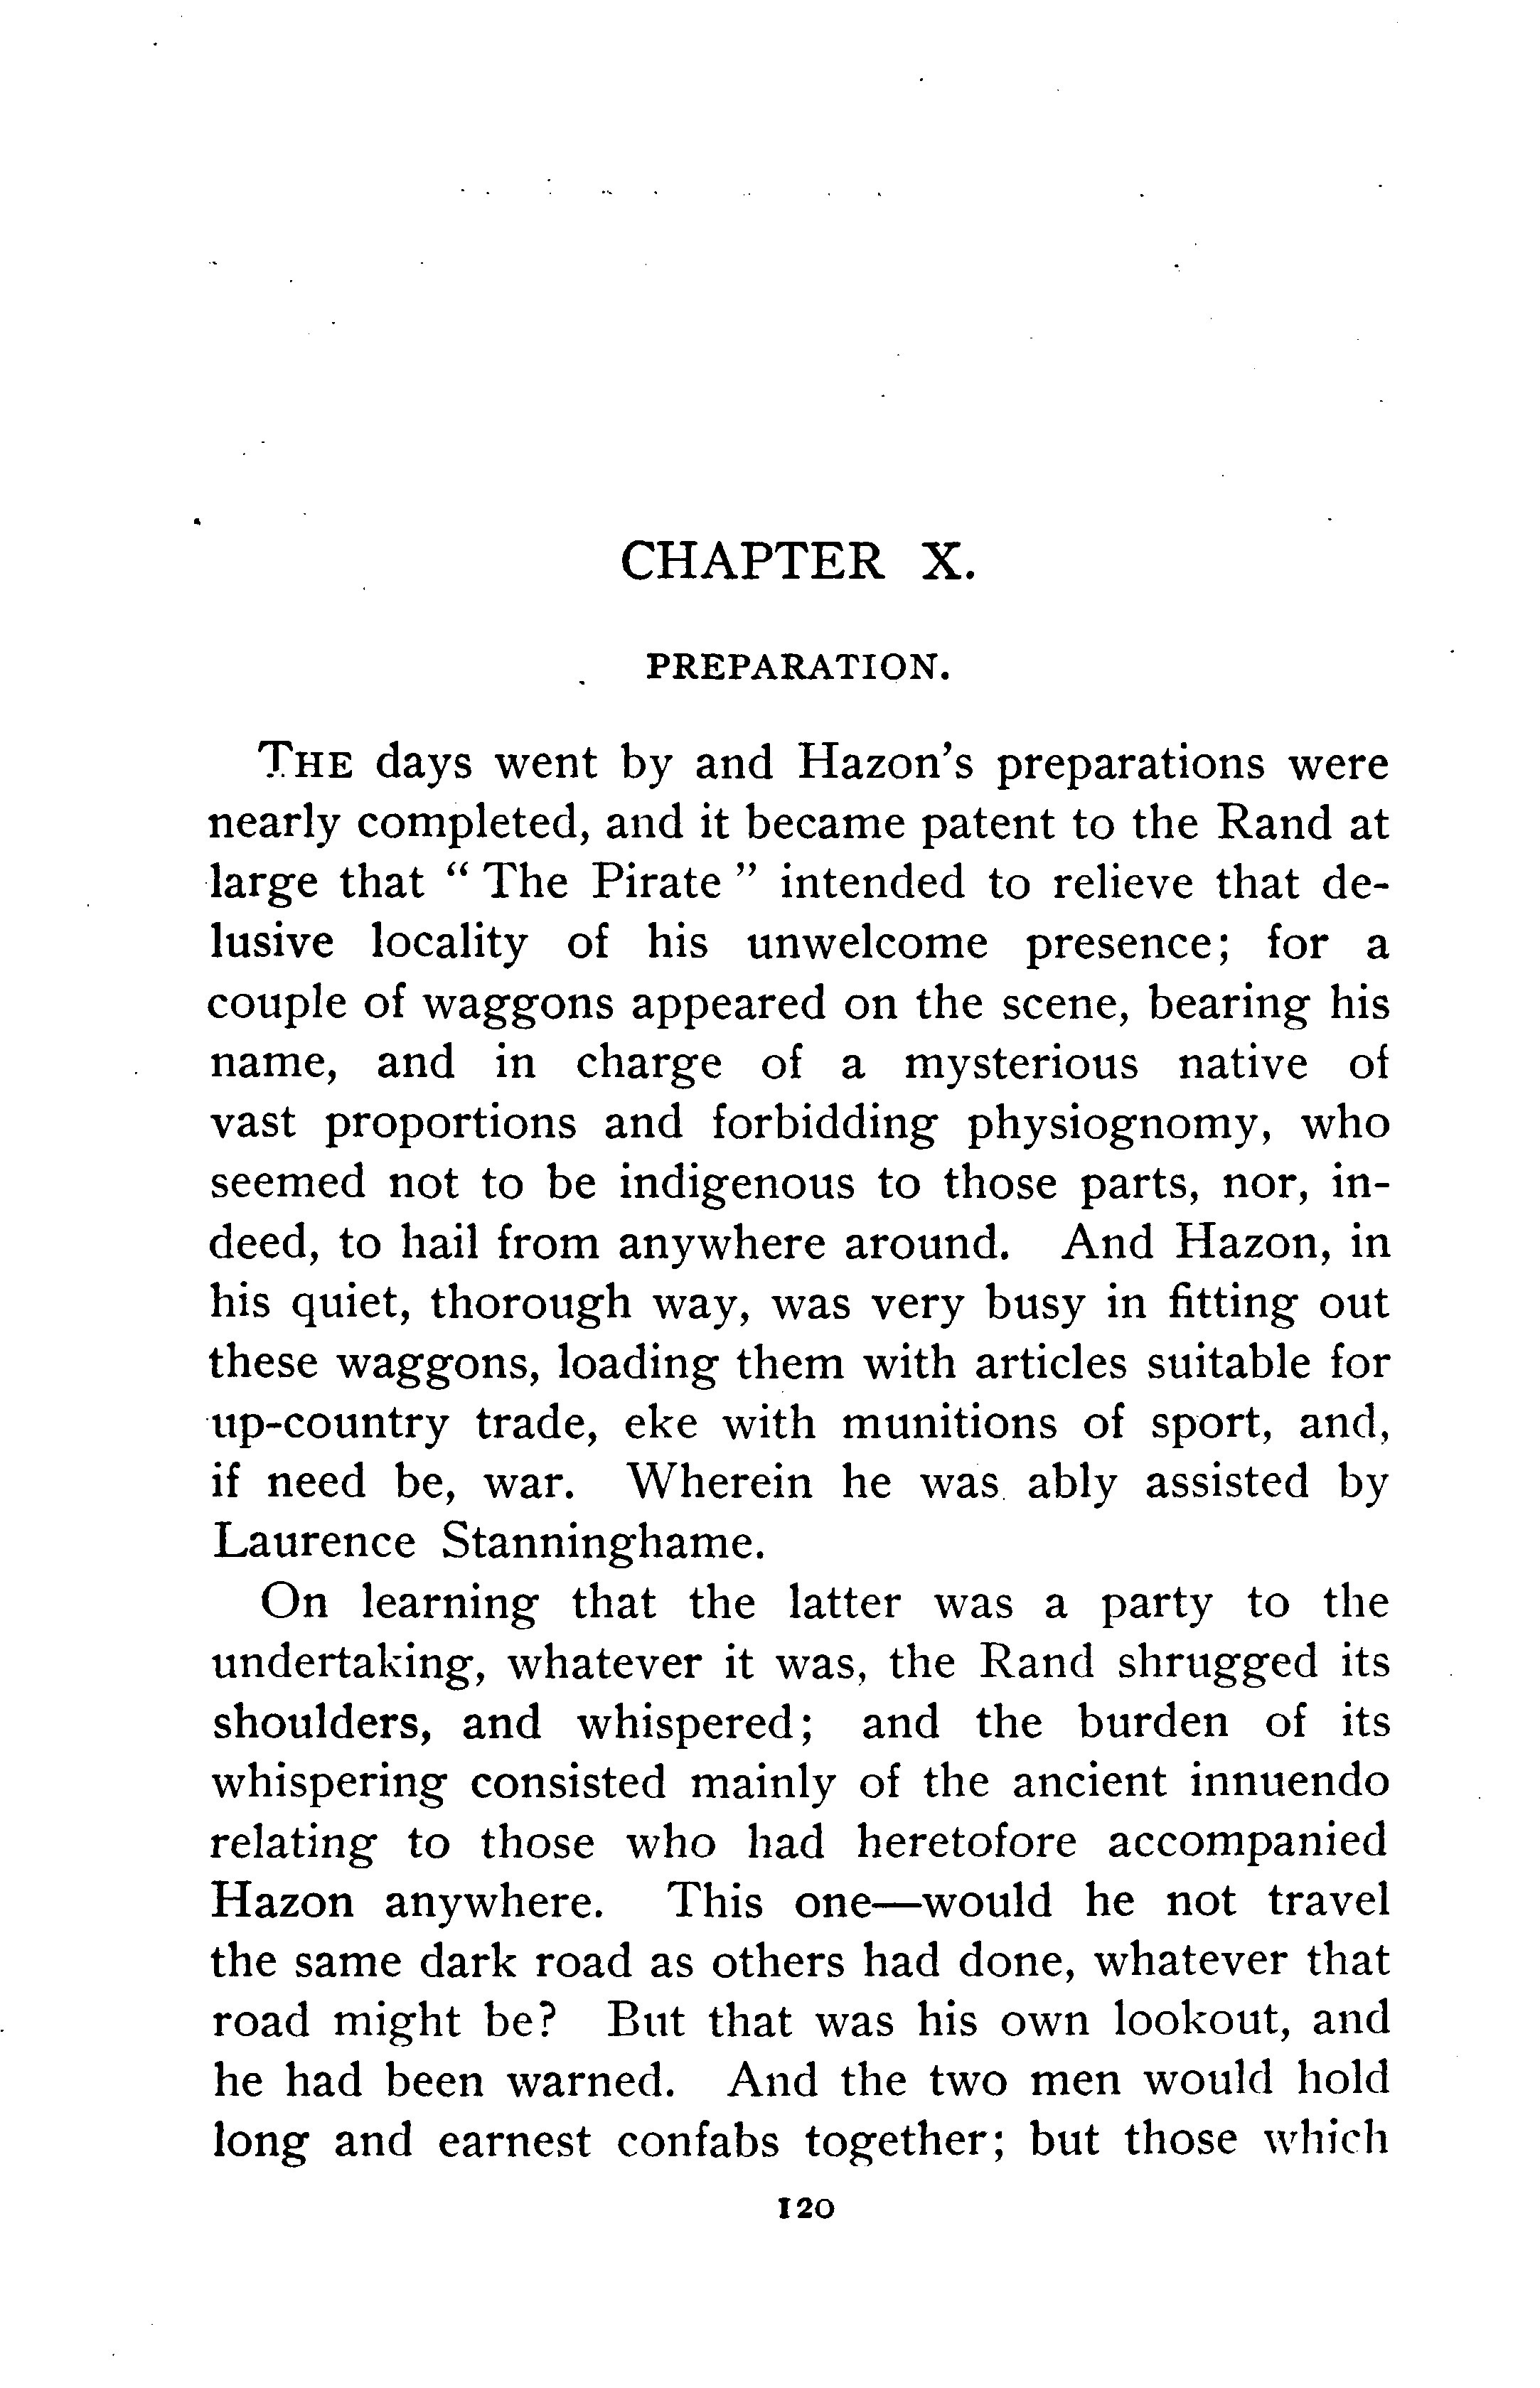 CHAPTER X.
PREPARATION.
THE days went by and Hazon's preparations were
nearly completed, and it became patent to the Rand at
large that “ The Pirate ” intended to relieve that de-
lusive locality of his unwelcome presence; for a
couple of waggons appeared on the scene, bearing his
name, and in charge of a mysterious native of
vast proportions and forbidding physiognomy, who
seemed not to be indigenous to those parts, nor, in-
deed, to hail from anywhere around. And Hazon, in
his quiet, thorough way, was very busy in fitting out
these waggons, loading them with articles suitable for
up-country trade, eke with munitions of sport, and,
if need be, war. Wherein he was ably assisted by
Laurence Stanninghame.
On learning that the latter was a party to the
undertaking, whatever it was, the Rand shrugged its
shoulders, and whispered; and the burden of its
whispering consisted mainly of the ancient innuendo
relating to those who had heretofore accompanied
Hazon anywhere. This one—would he not travel
the same dark road as others had done, whatever that
road might be? But that was his own lookout, and
he had been warned. And the two men would hold
long and earnest confabs together; but those which
120